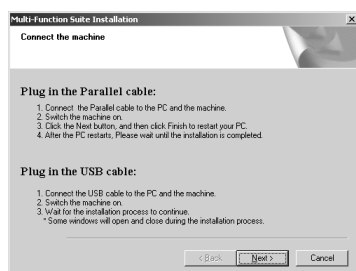 Multi-Function Suite Installation
Connect the machine
Plug in the Parallel cable:
1. Connect the Parallel cable to the PC and the machine.
2. Switch the machine on.
3. Click the Next button, and then click Finish to restart your PC.
4. After the PC restarts, Please wait until the installation is completed.
Plug in the USB cable:
1. Connect the USB cable to the PC and the machine.
2. Switch the machine on.
3. Wait for the installation process to continue.
* Some windows will open and close during the installation process.
< Back Next > Cancel